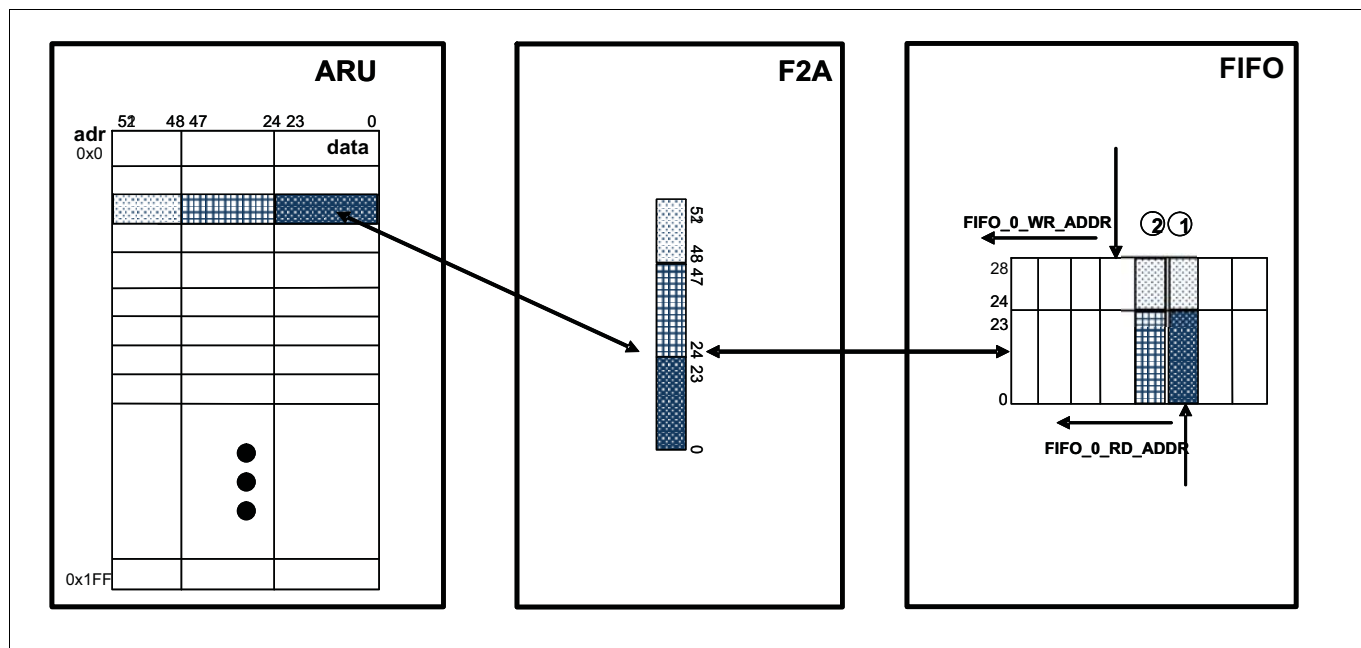 ARU
adr
52 48 47 24 23 0
0x0
data
0x1FF
F2A
52
48 47
24 23
0
FIFO
FIFO_0_WR_ADDR
2 1
28
24
23
0
FIFO_0_RD_ADDR